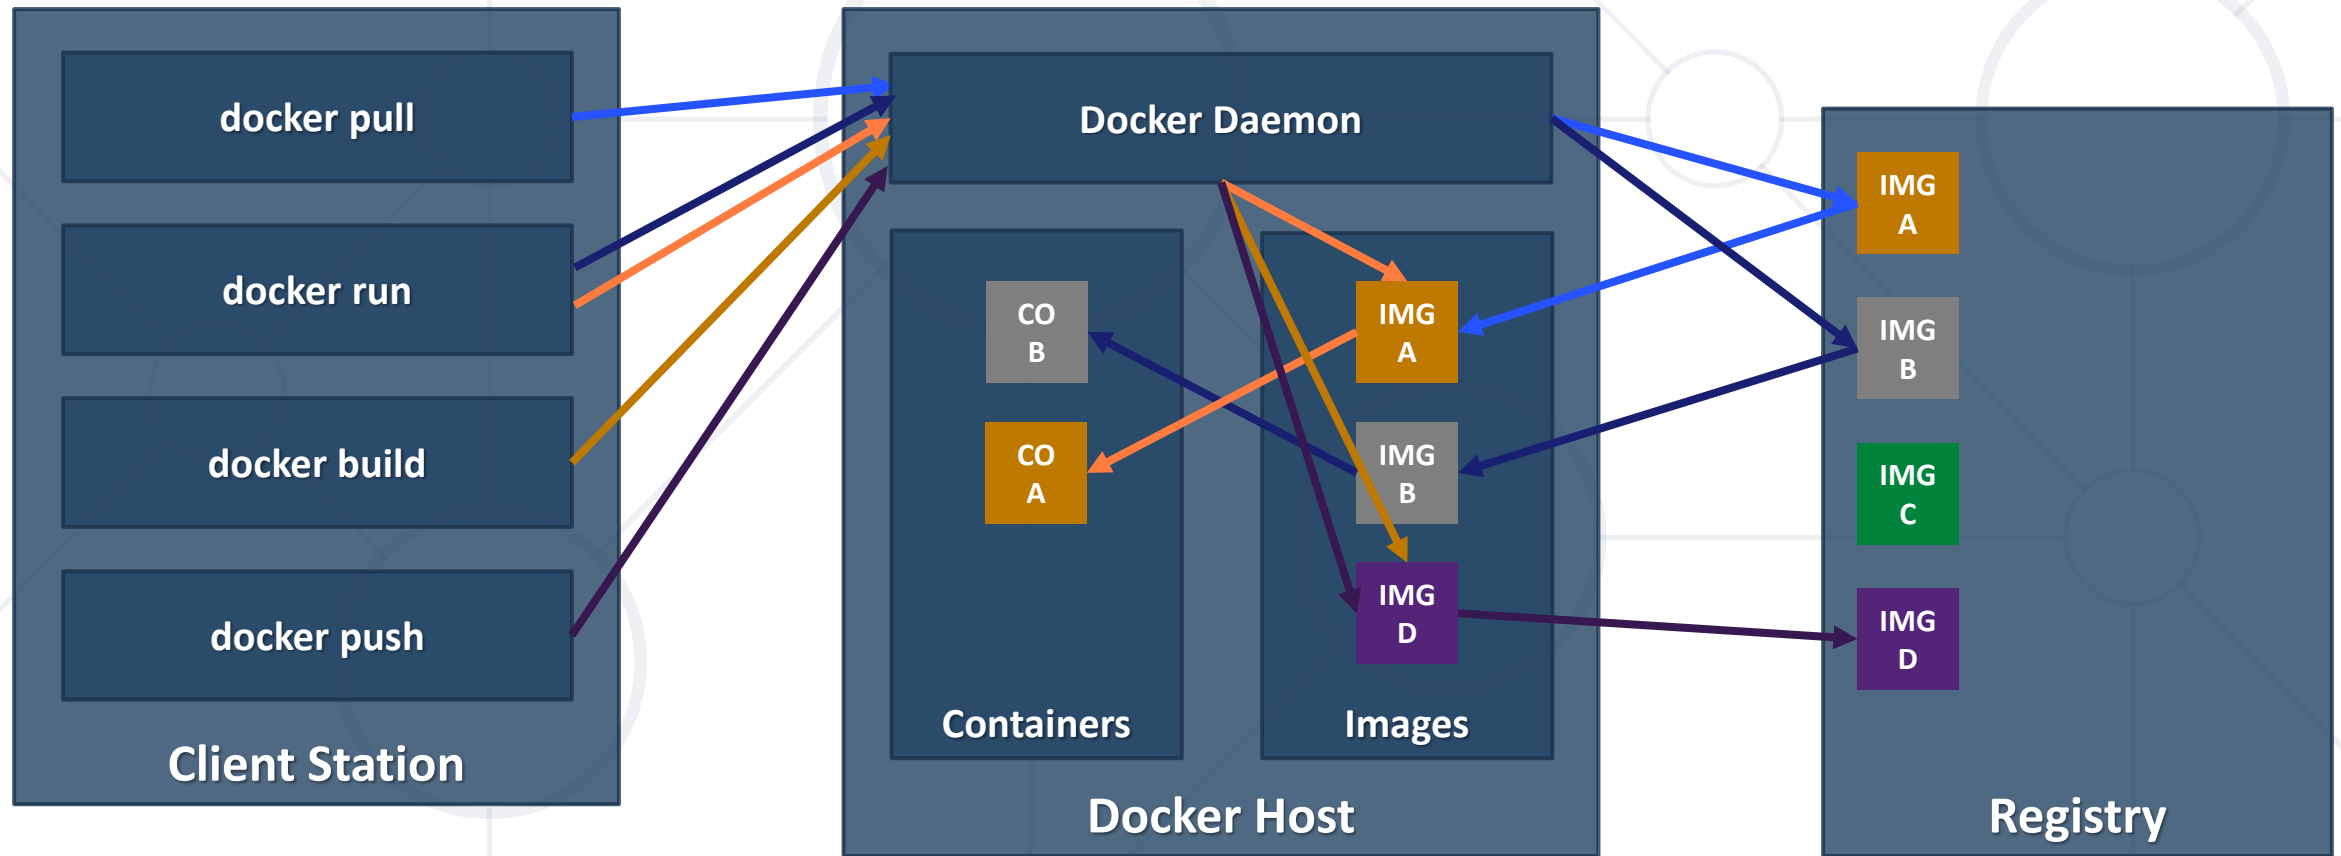 docker pull
docker run
docker build
docker push
Client Station
Docker Daemon
CO
B
CO
A
Containers
IMG
A
IMG
B
IMG
D
Images
Docker Host
IMG
A
IMG
B
IMG
C
IMG
D
Registry